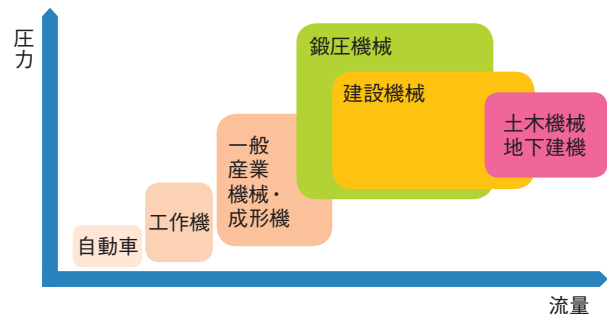 圧力
鍛圧機械
建設機械
土木機械
地下建機
一般
産業
機械・
成形機
工作機
自動車
流量